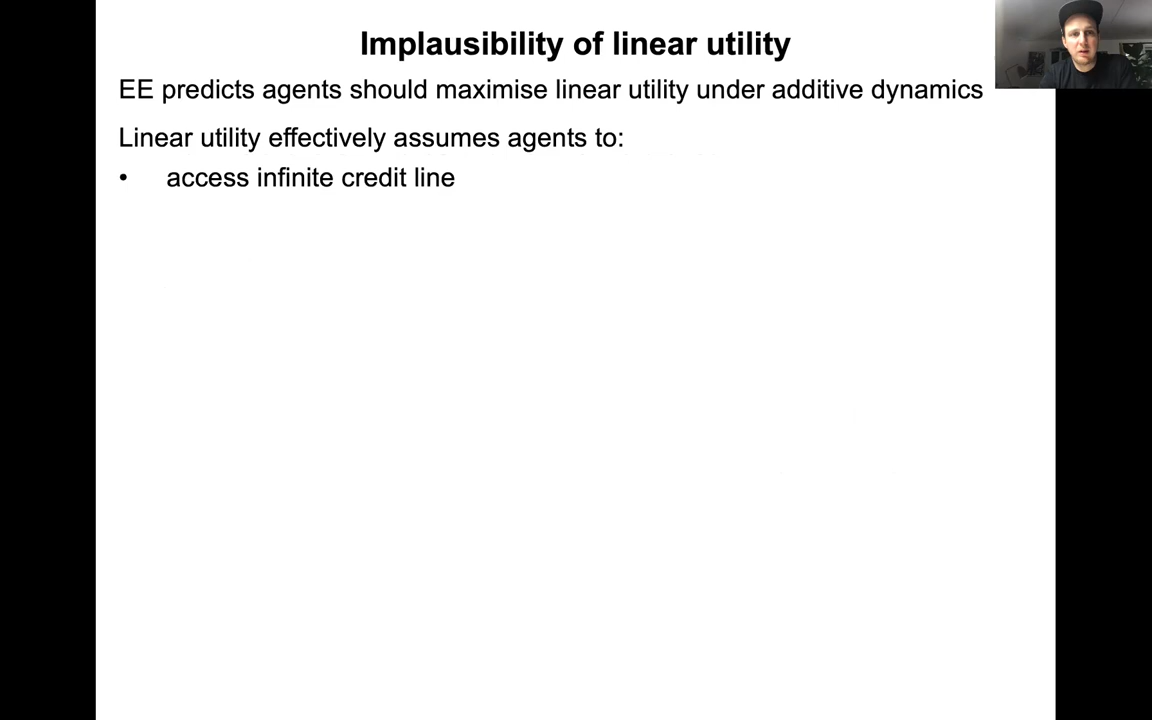 Implausibility of linear utility
EE predicts agents should maximise linear utility under additive dynamics
Linear utility effectively assumes agents to:
• access infinite credit line